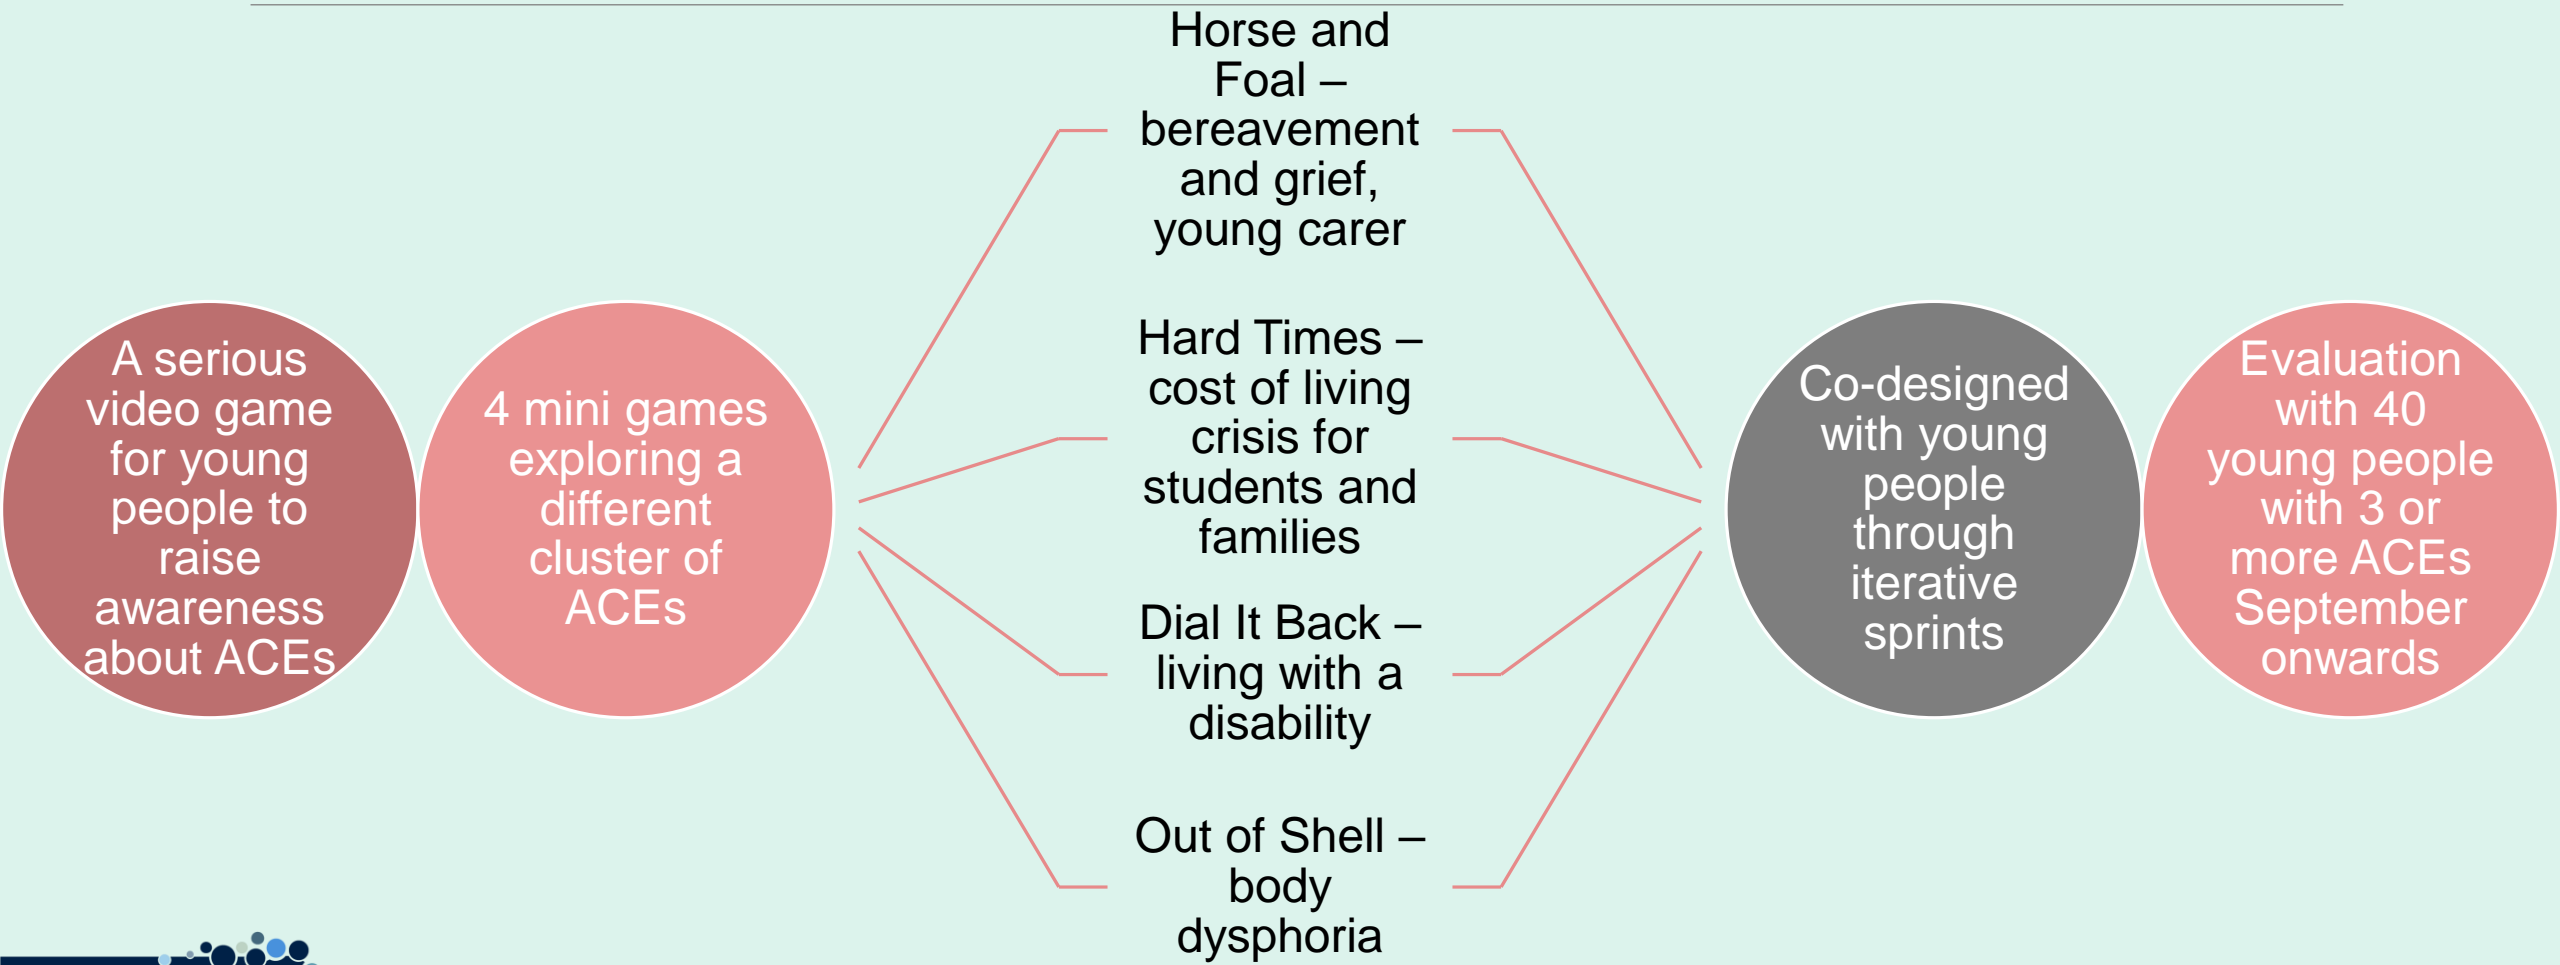 A serious
video game
for young
people to
raise
awareness
about ACEs
4 mini games
exploring a
different
cluster of
ACEs
Horse and
Foal –
bereavement
and grief,
young carer
Hard Times –
cost of living
crisis for
students and
families
Dial It Back –
living with a
disability
Out of Shell –
body
dysphoria
Co-designed
with young
people
through
iterative
sprints
Evaluation
with 40
young people
with 3 or
more ACEs
September
onwards